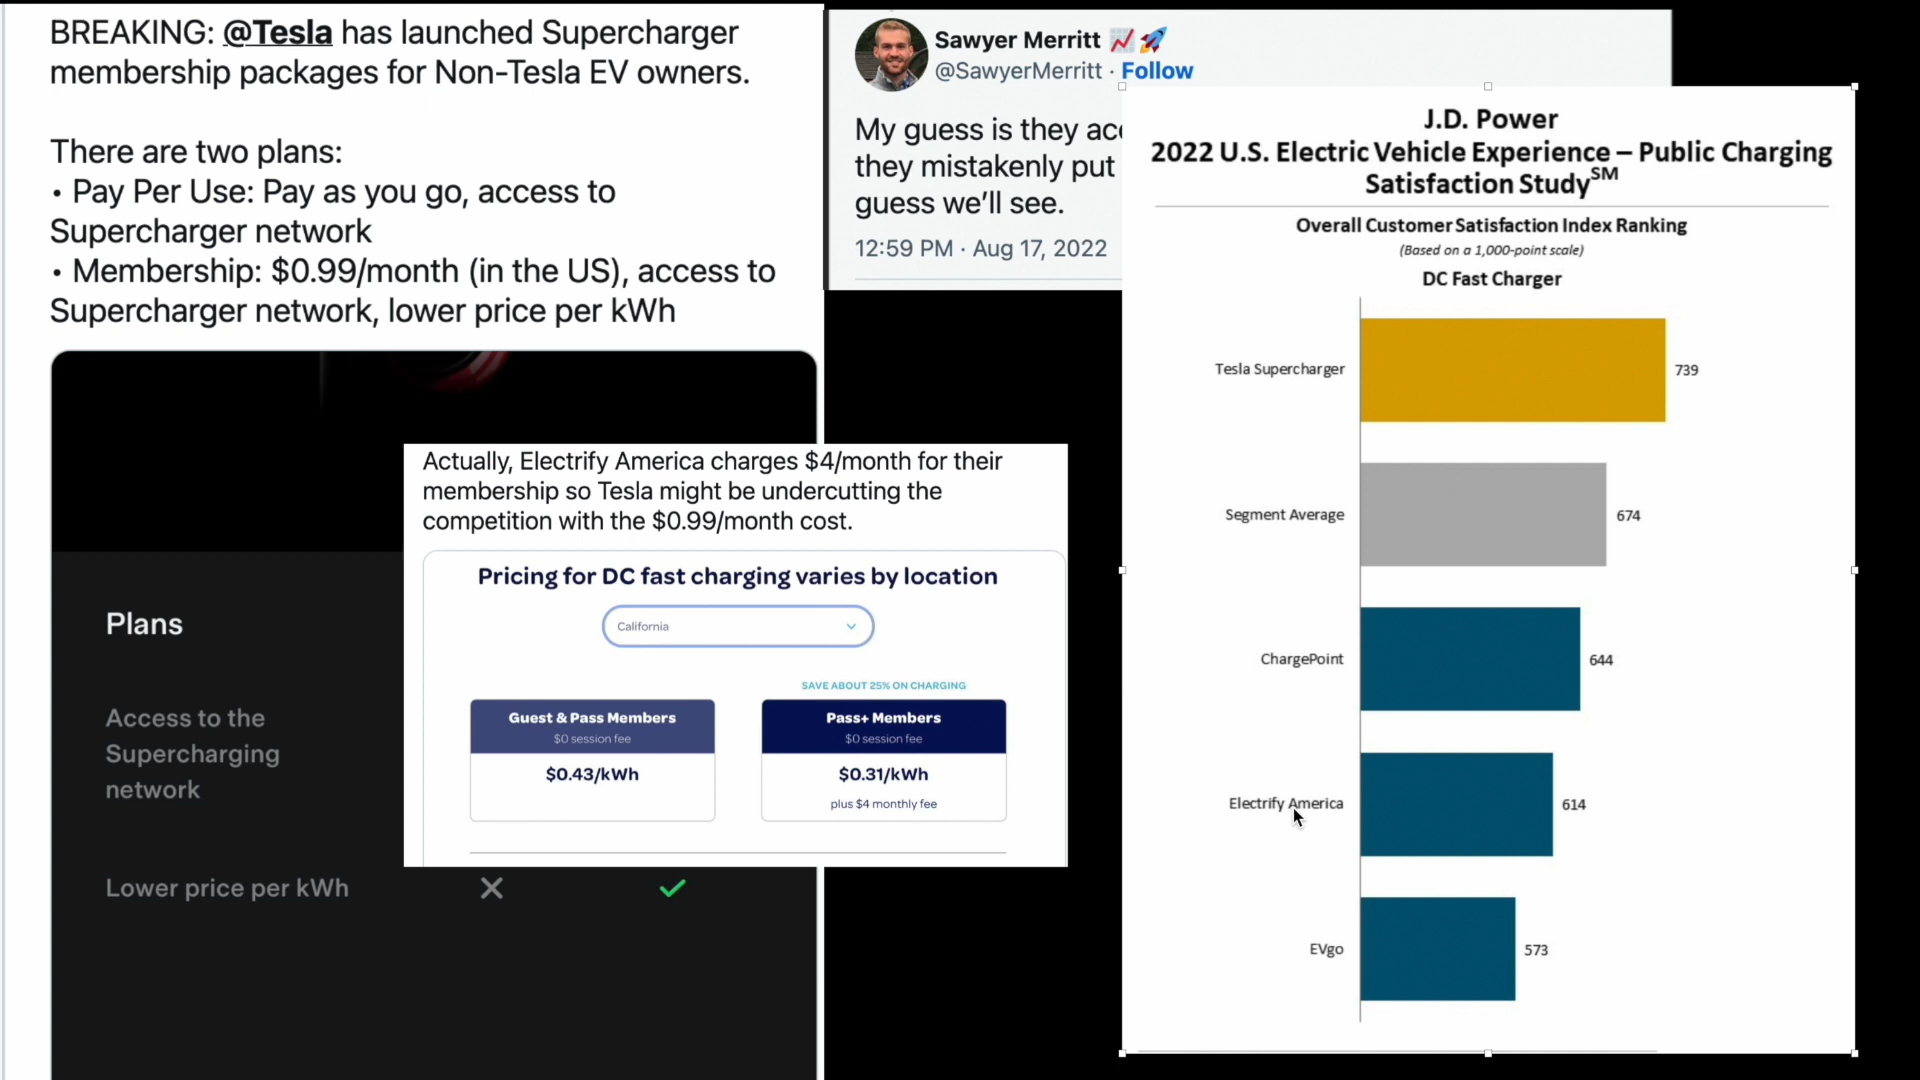 BREAKING: @Tesla has launched Supercharger
membership packages for Non-Tesla EV owners.
There are two plans:
• Pay Per Use: Pay as you go, access to
Supercharger network
• Membership: $0.99/month (in the US), access to
Supercharger network, lower price per kWh
Plans
Access to the
Supercharging
network
Lower price per kWh
Actually, Electrify America charges $4/month for their
membership so Tesla might be undercutting the
competition with the $0.99/month cost.
Pricing for DC fast charging varies by location
California
SAVE ABOUT 25% ON CHARGING
Guest & Pass Members
$0 session fee
$0.43/kWh
Pass+ Members
$0 session fee
$0.31/kWh
plus $4 monthly fee
Sawyer Merritt
@SawyerMerritt · Follow
My guess is they
they mistakenly put
guess we'll see.
12:59 PM · Aug 17, 2022
J.D. Power
2022 U.S. Electric Vehicle Experience – Public Charging
Satisfaction StudySM
Overall Customer Satisfaction Index Ranking
(Based on a 1,000-point scale)
DC Fast Charger
Tesla Supercharger 739
Segment Average 674
ChargePoint 644
Electrify America 614
EVgo 573